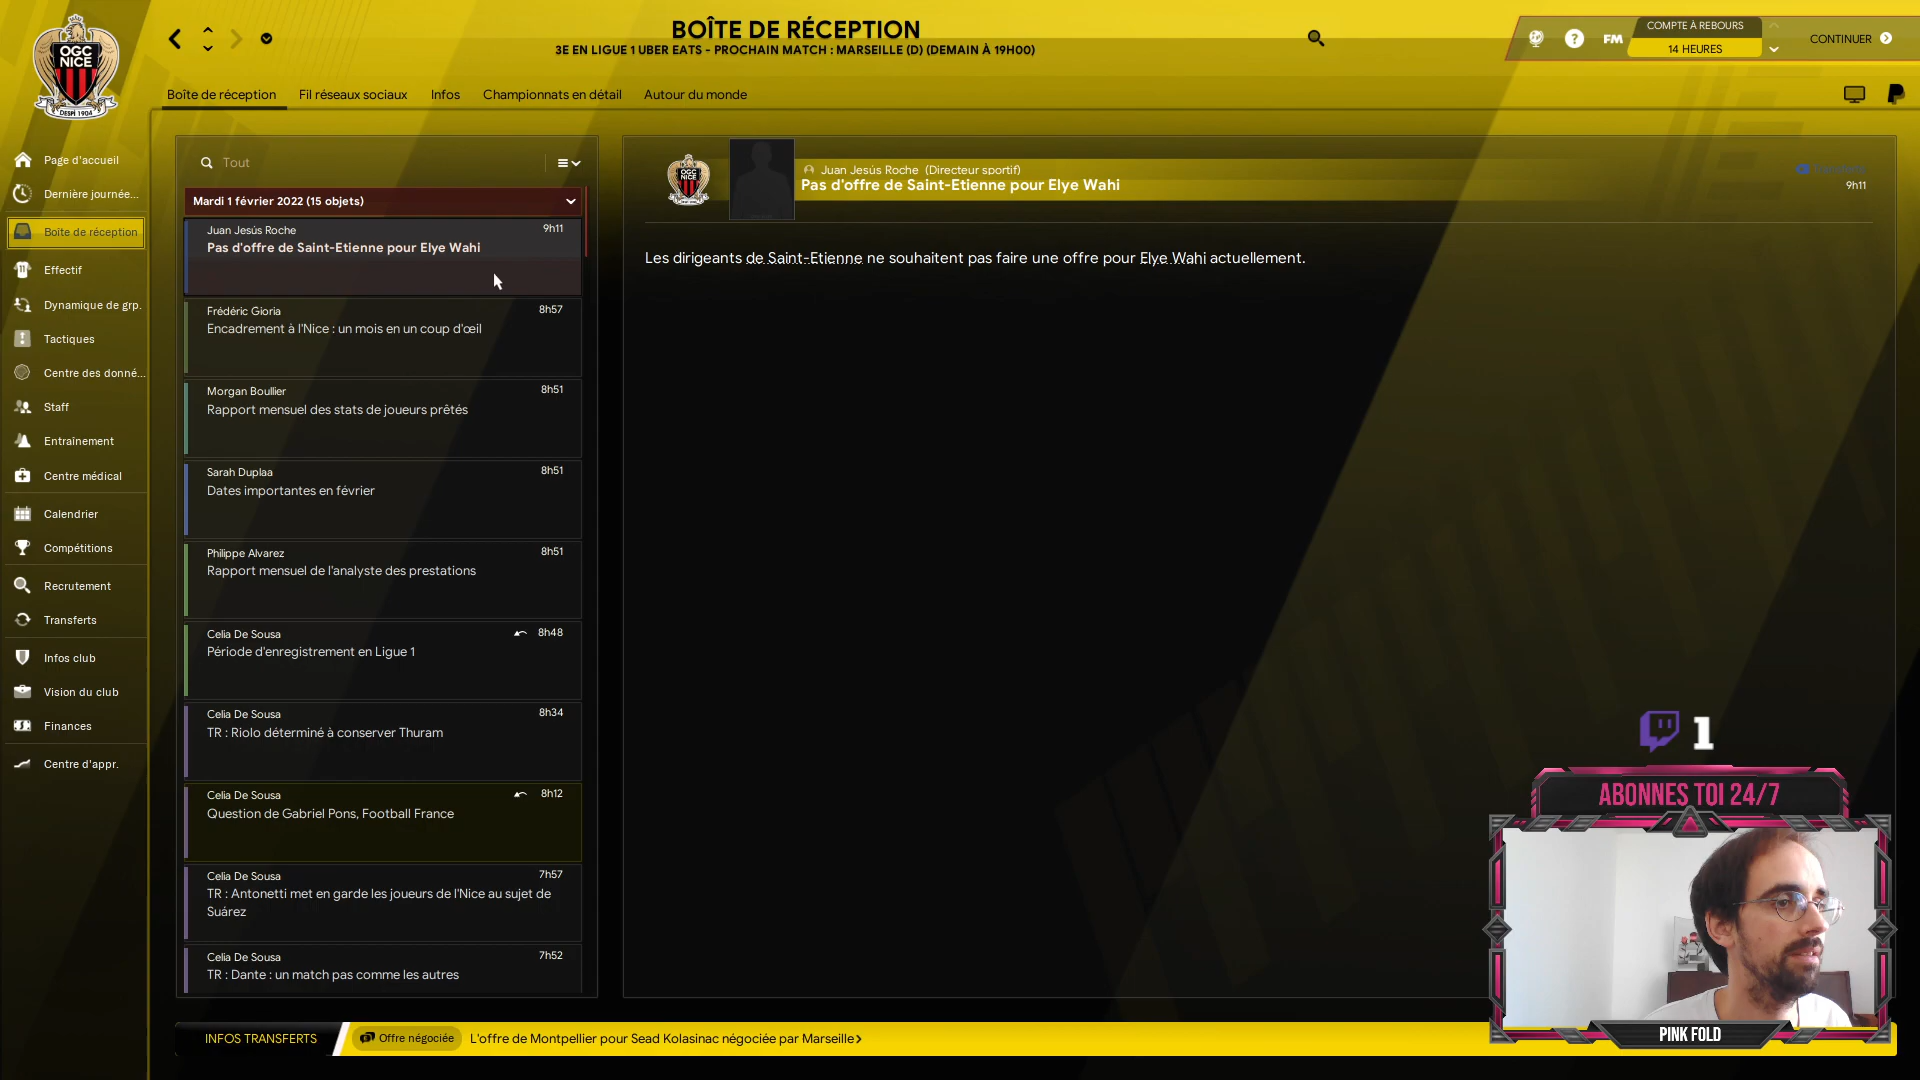 OGC
NICE
DESPI 1904
BOÎTE DE RÉCEPTION
3E EN LIGUE 1 UBER EATS - PROCHAIN MATCH : MARSEILLE (D) (DEMAIN À 19H00)
FM
COMPTE À REBOURS
14 HEURES
CONTINUER
Boîte de réception
Fil réseaux sociaux
Infos
Championnats en détail
Autour du monde
Page d'accueil
Dernière journée...
Boîte de réception
Effectif
Dynamique de grp.
Tactiques
Centre des donné...
Staff
Entraînement
Centre médical
Calendrier
Compétitions
Recrutement
Transferts
Infos club
Vision du club
Finances
Centre d'appr.
Tout
Mardi 1 février 2022 (15 objets)
Juan Jesús Roche 9h11
Pas d'offre de Saint-Etienne pour Elye Wahi
Frédéric Gioria 8h57
Encadrement à l'Nice : un mois en un coup d'œil
Morgan Boullier 8h51
Rapport mensuel des stats de joueurs prêtés
Sarah Duplaa 8h51
Dates importantes en février
Philippe Alvarez 8h51
Rapport mensuel de l'analyste des prestations
Celia De Sousa 8h48
Période d'enregistrement en Ligue 1
Celia De Sousa 8h34
TR : Riolo déterminé à conserver Thuram
Celia De Sousa 8h12
Question de Gabriel Pons, Football France
Celia De Sousa 7h57
TR : Antonetti met en garde les joueurs de l'Nice au sujet de
Suárez
Celia De Sousa 7h52
TR : Dante : un match pas comme les autres
OGC
NICE
Juan Jesús Roche (Directeur sportif)
Pas d'offre de Saint-Etienne pour Elye Wahi
9h11
Les dirigeants de Saint-Etienne ne souhaitent pas faire une offre pour Elye Wahi actuellement.
1
ABONNES TOI 24/7
PINK FOLD
INFOS TRANSFERTS
Offre négociée
L'offre de Montpellier pour Sead Kolasinac négociée par Marseille